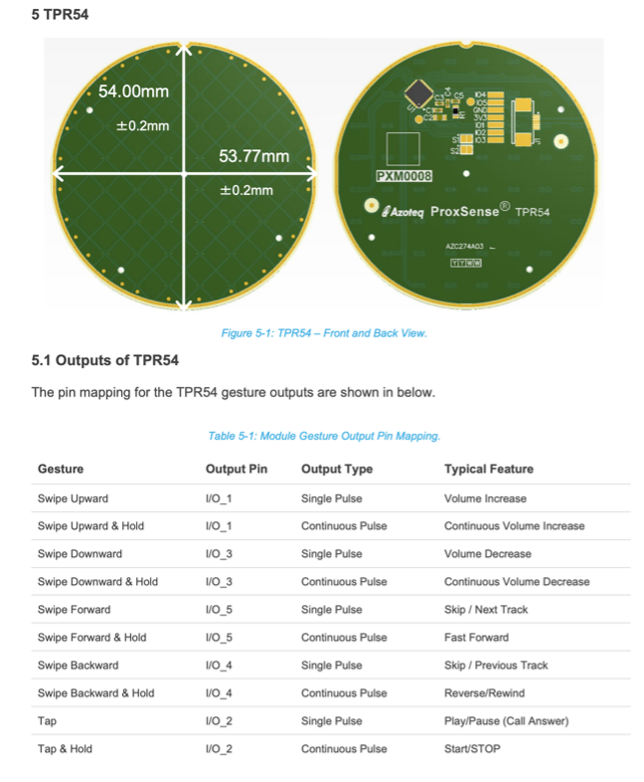 5 TPR54
54.00mm
±0.2mm
53.77mm
±0.2mm
C4
C3
C5
C1
C2
IO4
IO5
GND
3V3
IO1
IO2
IO3
S1
S2
PXM0008
Azoteq ProxSense® TPR54
AZC274A03
Figure 5-1: TPR54 – Front and Back View.
5.1 Outputs of TPR54
The pin mapping for the TPR54 gesture outputs are shown in below.
Table 5-1: Module Gesture Output Pin Mapping.
Gesture Output Pin Output Type Typical Feature
Swipe Upward I/O_1 Single Pulse Volume Increase
Swipe Upward & Hold I/O_1 Continuous Pulse Continuous Volume Increase
Swipe Downward I/O_3 Single Pulse Volume Decrease
Swipe Downward & Hold I/O_3 Continuous Pulse Continuous Volume Decrease
Swipe Forward I/O_5 Single Pulse Skip / Next Track
Swipe Forward & Hold I/O_5 Continuous Pulse Fast Forward
Swipe Backward I/O_4 Single Pulse Skip / Previous Track
Swipe Backward & Hold I/O_4 Continuous Pulse Reverse/Rewind
Tap I/O_2 Single Pulse Play/Pause (Call Answer)
Tap & Hold I/O_2 Continuous Pulse Start/STOP